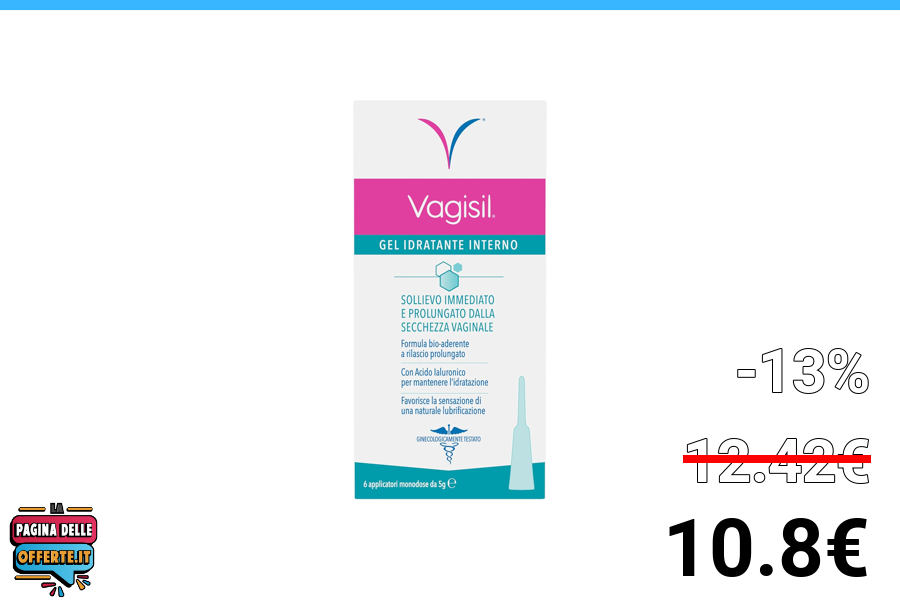 Vagisil
GEL IDRATANTE INTERNO
SOLLIEVO IMMEDIATO
E PROLUNGATO DALLA
SECCHEZZA VAGINALE
Formula bio-aderente
a rilascio prolungato
Con Acido Ialuronico
per mantenere l'idratazione
Favorisce la sensazione di
una naturale lubrificazione
GINECOLOGICAMENTE TESTATO
6 applicatori monodose da 5g ℮
-13%
12.42€
10.8€
LA
PAGINA DELLE
OFFERTE.IT